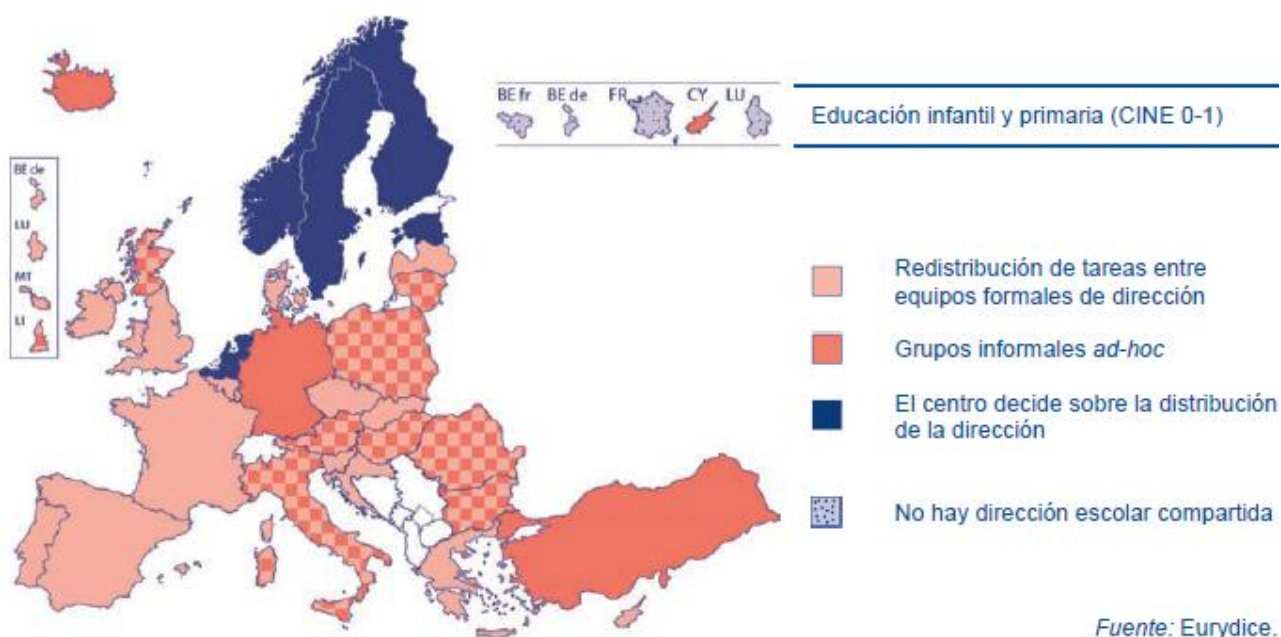 BE fr BE de FR CY LU
Educación infantil y primaria (CINE 0-1)
BE de
LU
MT
LI
Redistribución de tareas entre
equipos formales de dirección
Grupos informales ad-hoc
El centro decide sobre la distribución
de la dirección
No hay dirección escolar compartida
Fuente: Eurydice.